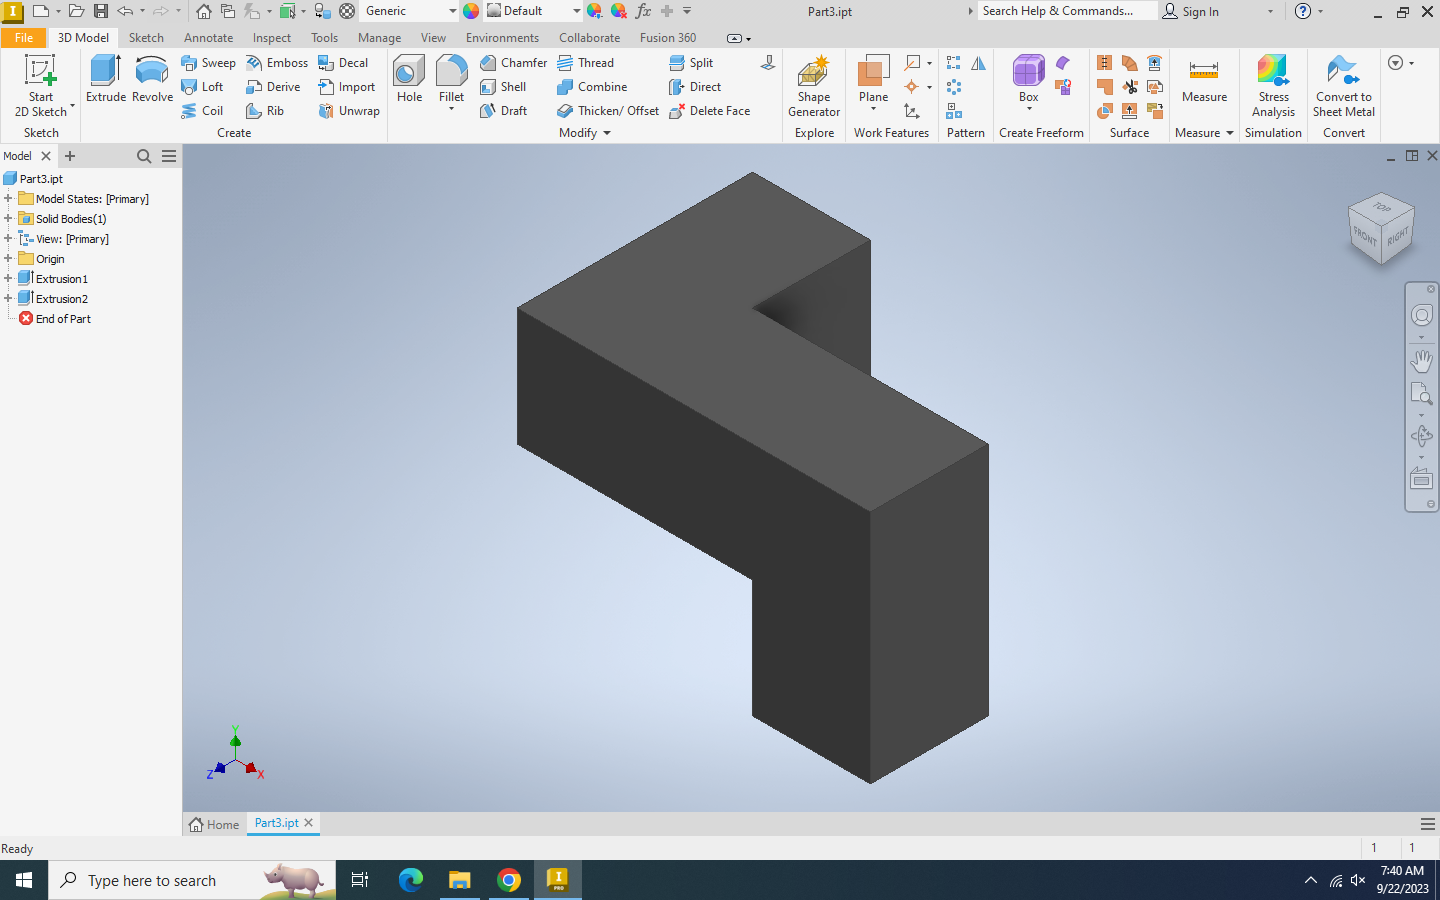 Generic
Default
fx
Part3.ipt
Search Help & Commands...
Sign In
File
3D Model
Sketch
Annotate
Inspect
Tools
Manage
View
Environments
Collaborate
Fusion 360
Start
2D Sketch
Extrude
Revolve
Sweep
Loft
Coil
Emboss
Derive
Rib
Decal
Import
Unwrap
Hole
Fillet
Chamfer
Shell
Draft
Thread
Combine
Thicken/ Offset
Split
Direct
Delete Face
Shape
Generator
Plane
Box
Measure
Stress
Analysis
Convert to
Sheet Metal
Sketch
Create
Modify
Explore
Work Features
Pattern
Create Freeform
Surface
Measure
Simulation
Convert
Model
Part3.ipt
Model States: [Primary]
Solid Bodies(1)
View: [Primary]
Origin
Extrusion1
Extrusion2
End of Part
TOP
FRONT
RIGHT
Y
Z
X
Home
Part3.ipt
Ready
1
1
Type here to search
I
PRO
7:40 AM
9/22/2023